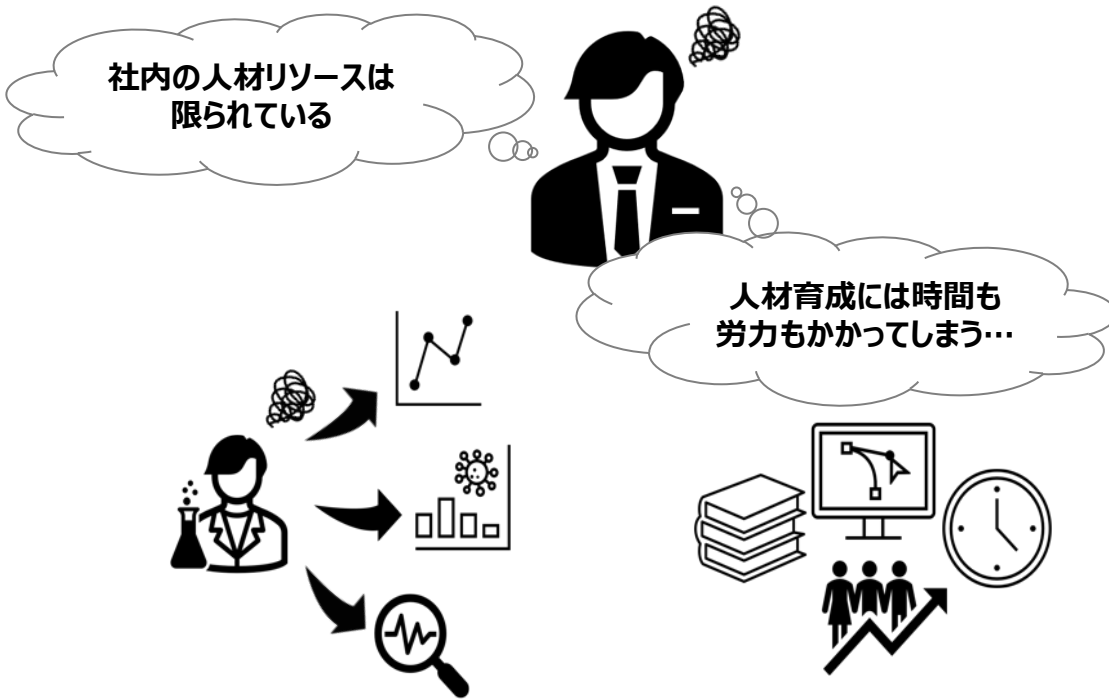 社内の人材リソースは
限られている
人材育成には時間も
労力もかかってしまう…